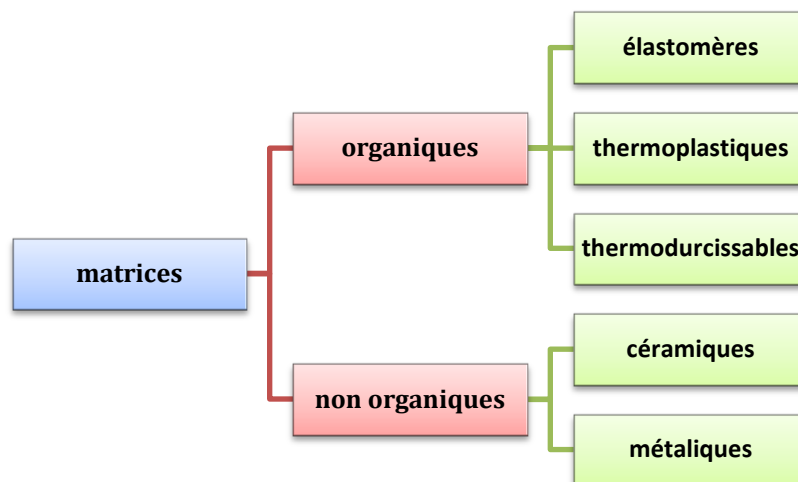 matrices
organiques
élastomères
thermoplastiques
thermodurcissables
non organiques
céramiques
métaliques